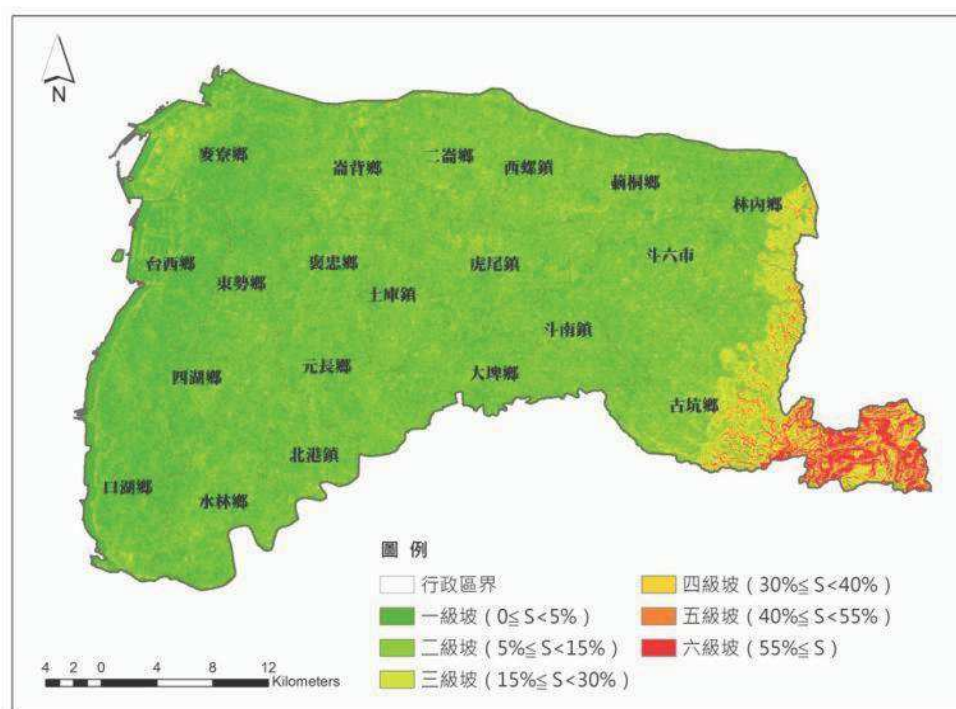 N
麥寮鄉
崙背鄉
二崙鄉
西螺鎮
莿桐鄉
林內鄉
台西鄉
東勢鄉
褒忠鄉
土庫鎮
虎尾鎮
斗六市
斗南鎮
四湖鄉
元長鄉
大埤鄉
古坑鄉
北港鎮
口湖鄉
水林鄉
圖 例
行政區界
一級坡（0≦ S<5%）
二級坡（5%≦ S<15%）
三級坡（15%≦ S<30%）
四級坡（30%≦ S<40%）
五級坡（40%≦ S<55%）
六級坡（55%≦ S）
4 2 0 4 8 12
Kilometers